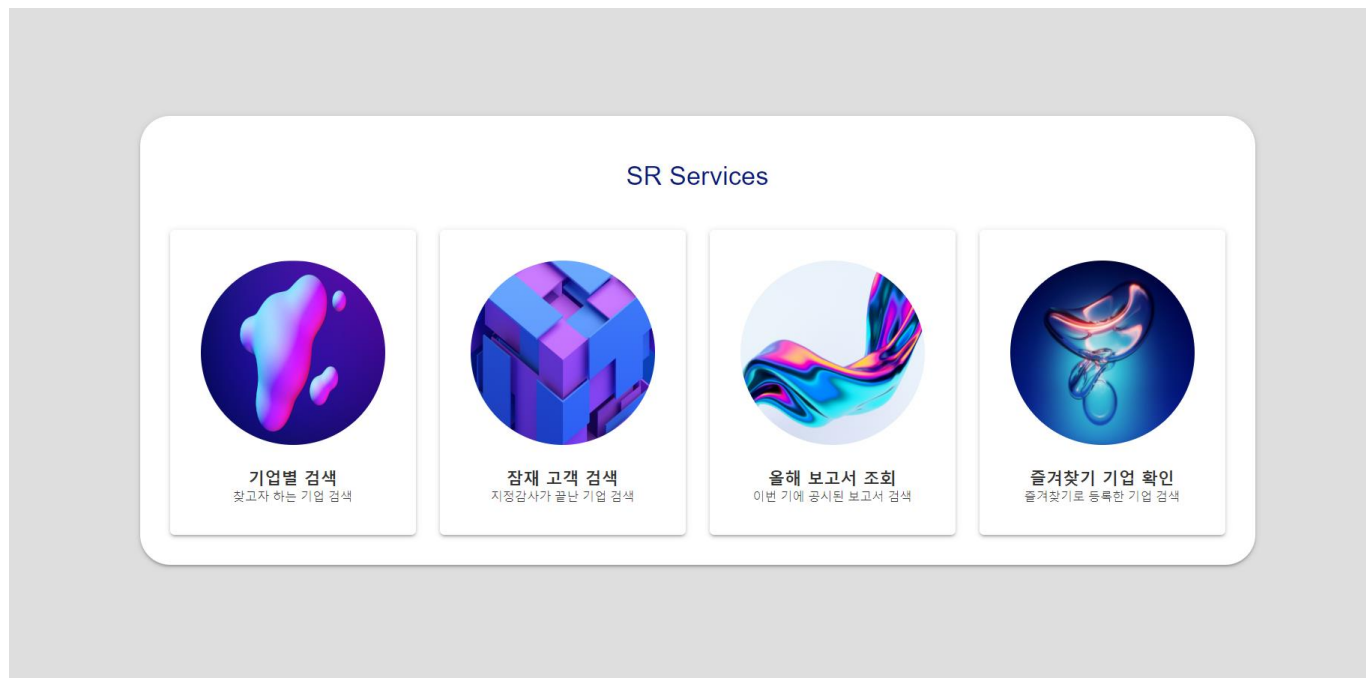 SR Services
기업별 검색
찾고자 하는 기업 검색
잠재 고객 검색
지정감사가 끝난 기업 검색
올해 보고서 조회
이번 기에 공시된 보고서 검색
즐겨찾기 기업 확인
즐겨찾기로 등록한 기업 검색